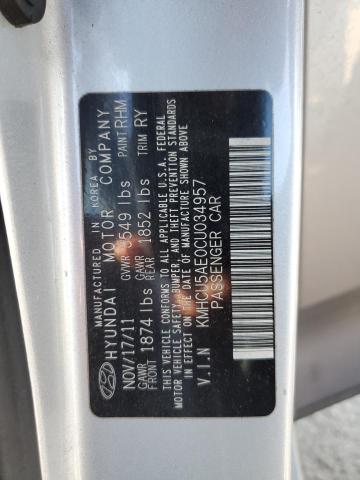 MANUFACTURED IN KOREA BY
HYUNDAI MOTOR COMPANY
NOV/17/11 GVWR 3549 lbs PAINT RHM
GAWR FRONT 1874 lbs GAWR REAR 1852 lbs TRIM RY
THIS VEHICLE CONFORMS TO ALL APPLICABLE U.S.A. FEDERAL
MOTOR VEHICLE SAFETY, BUMPER, AND THEFT PREVENTION STANDARDS
IN EFFECT ON THE DATE OF MANUFACTURE SHOWN ABOVE
V.I.N KMHCU5AE0CU034957
PASSENGER CAR